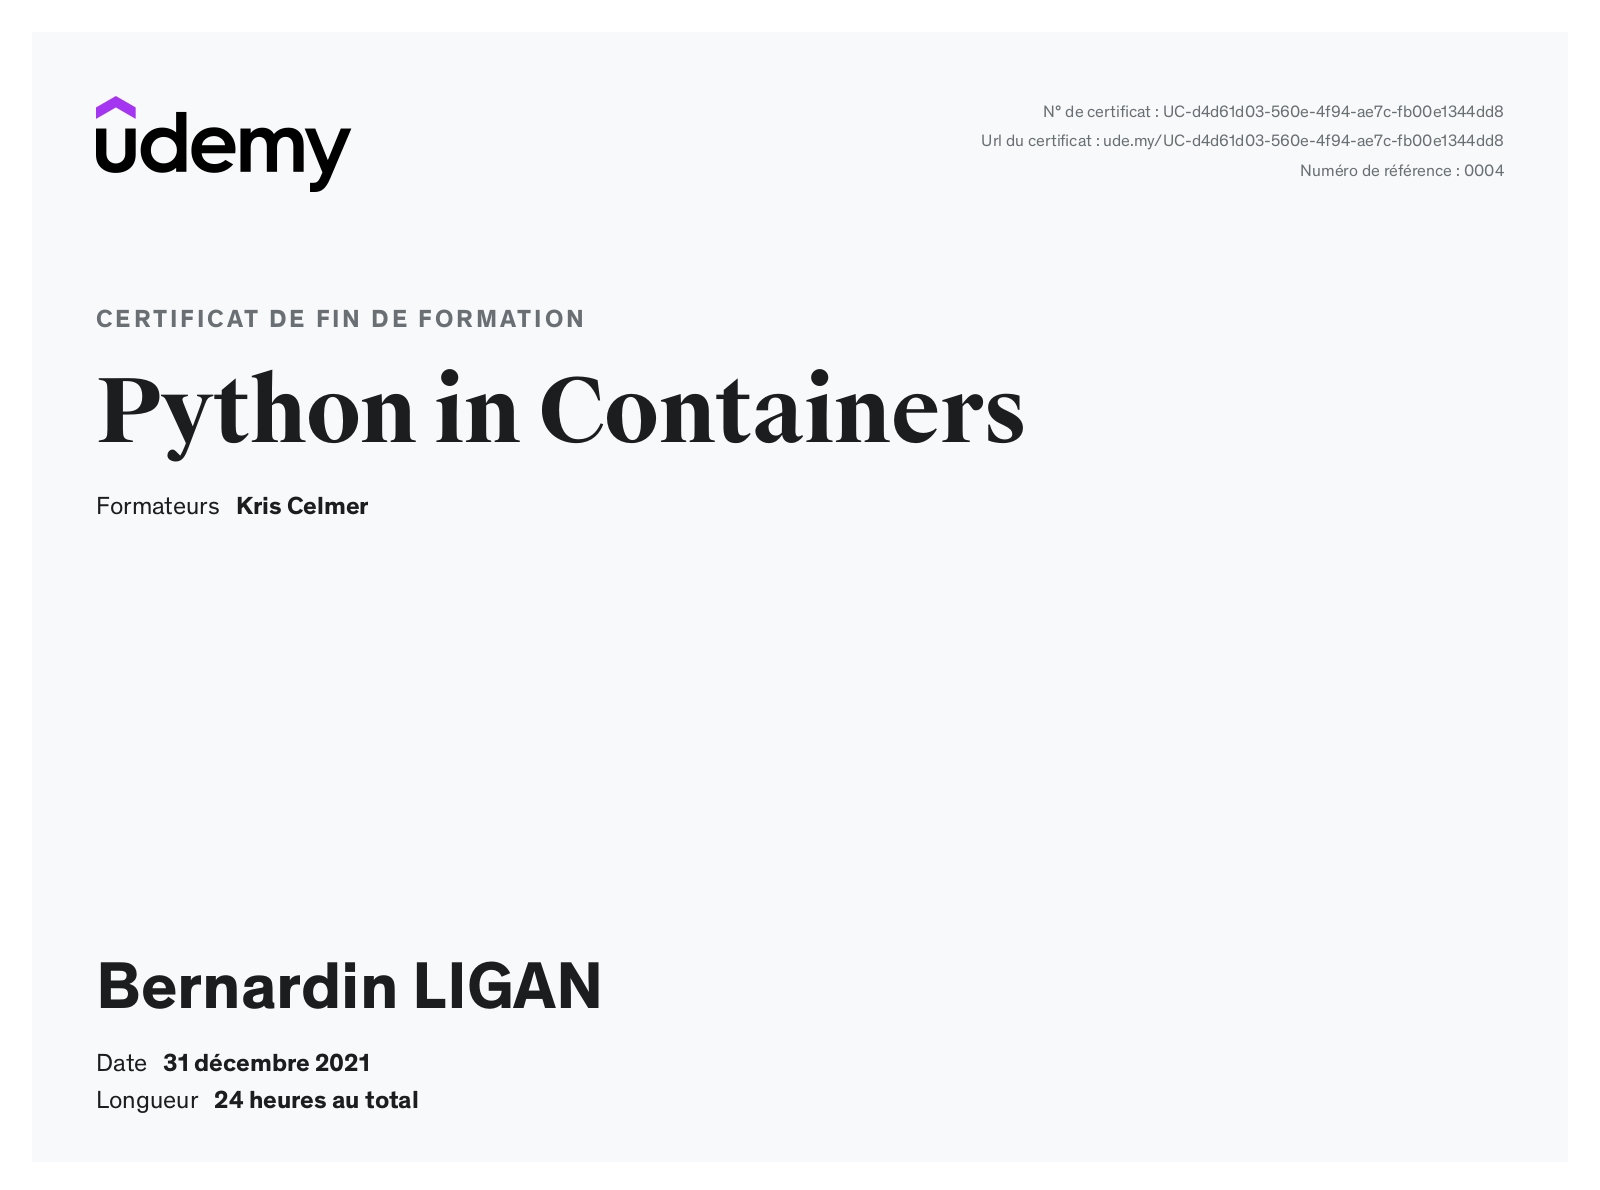 udemy
N° de certificat : UC-d4d61d03-560e-4f94-ae7c-fb00e1344dd8
Url du certificat : ude.my/UC-d4d61d03-560e-4f94-ae7c-fb00e1344dd8
Numéro de référence : 0004
CERTIFICAT DE FIN DE FORMATION
Python in Containers
Formateurs Kris Celmer
Bernardin LIGAN
Date 31 décembre 2021
Longueur 24 heures au total